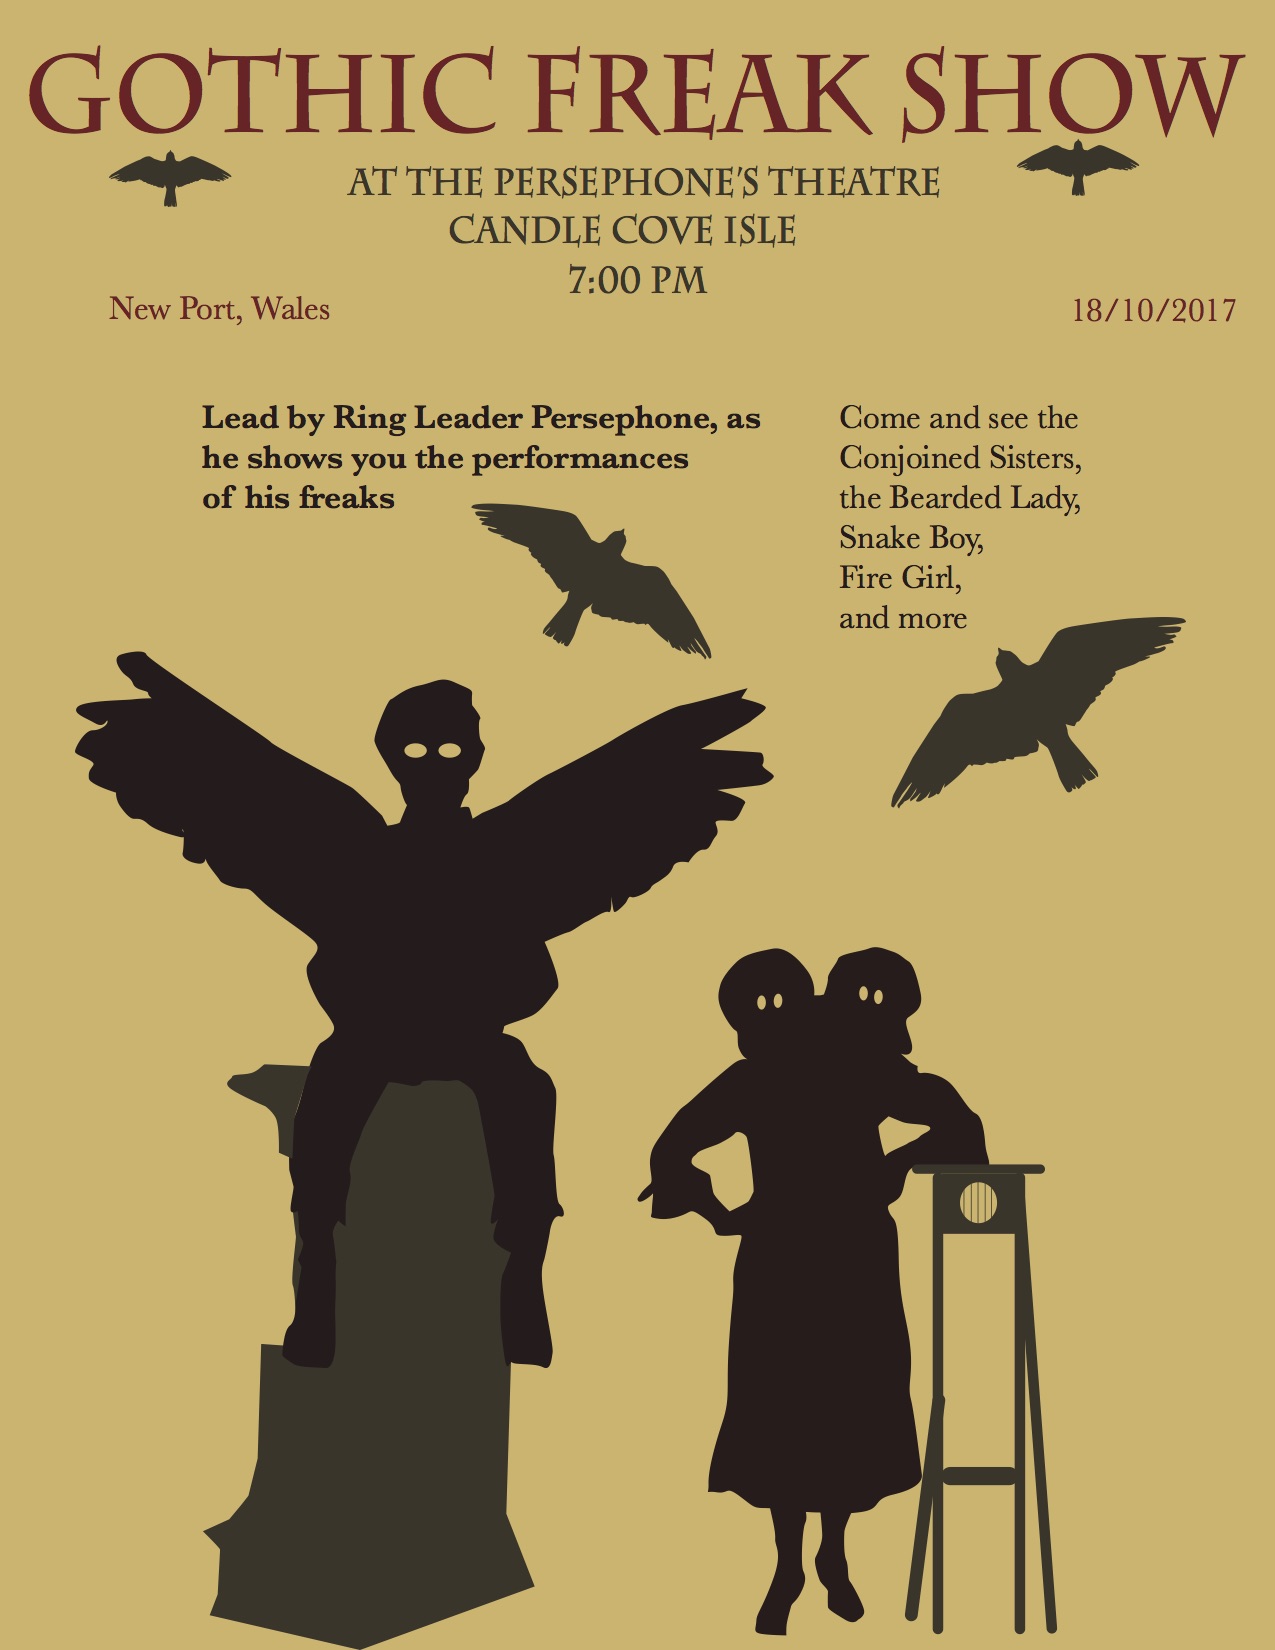 GOTHIC FREAK SHOW
AT THE PERSEPHONE'S THEATRE
CANDLE COVE ISLE
7:00 PM
New Port, Wales
18/10/2017
Lead by Ring Leader Persephone, as
he shows you the performances
of his freaks
Come and see the
Conjoined Sisters,
the Bearded Lady,
Snake Boy,
Fire Girl,
and more